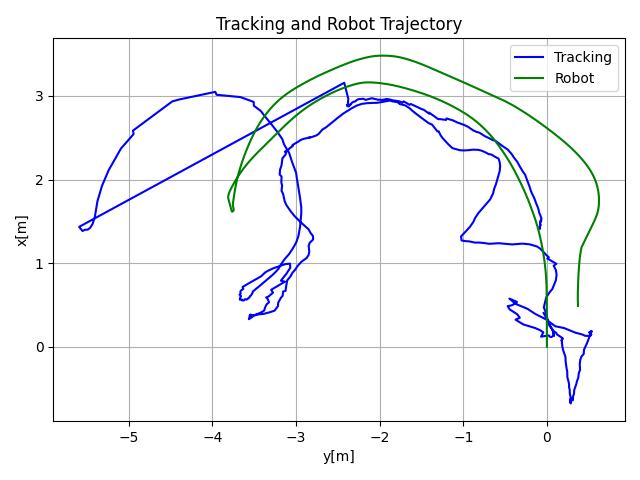 Tracking and Robot Trajectory
Tracking
Robot
x[m]
3
2
1
0
−5
−4
−3
−2
−1
0
y[m]